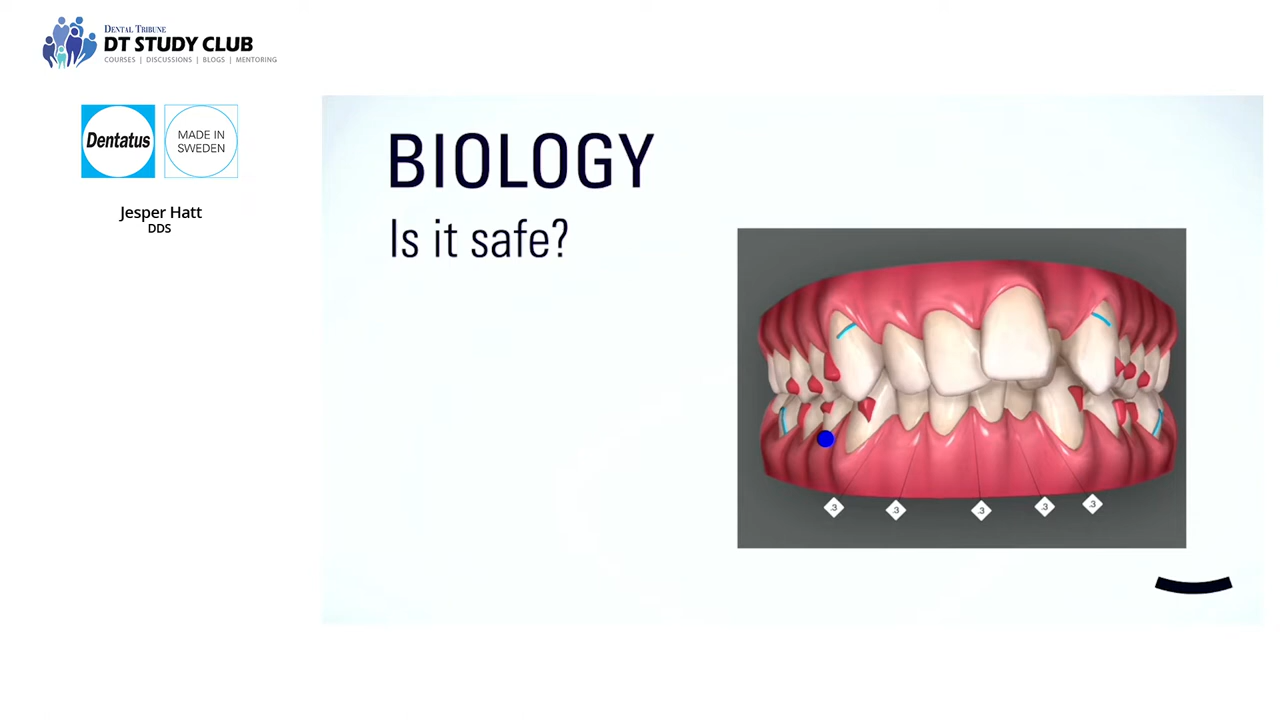 DENTAL TRIBUNE
DT STUDY CLUB
COURSES | DISCUSSIONS | BLOGS | MENTORING
Dentatus
MADE IN
SWEDEN
Jesper Hatt
DDS
BIOLOGY
Is it safe?
.3 .3 .3 .3 .3